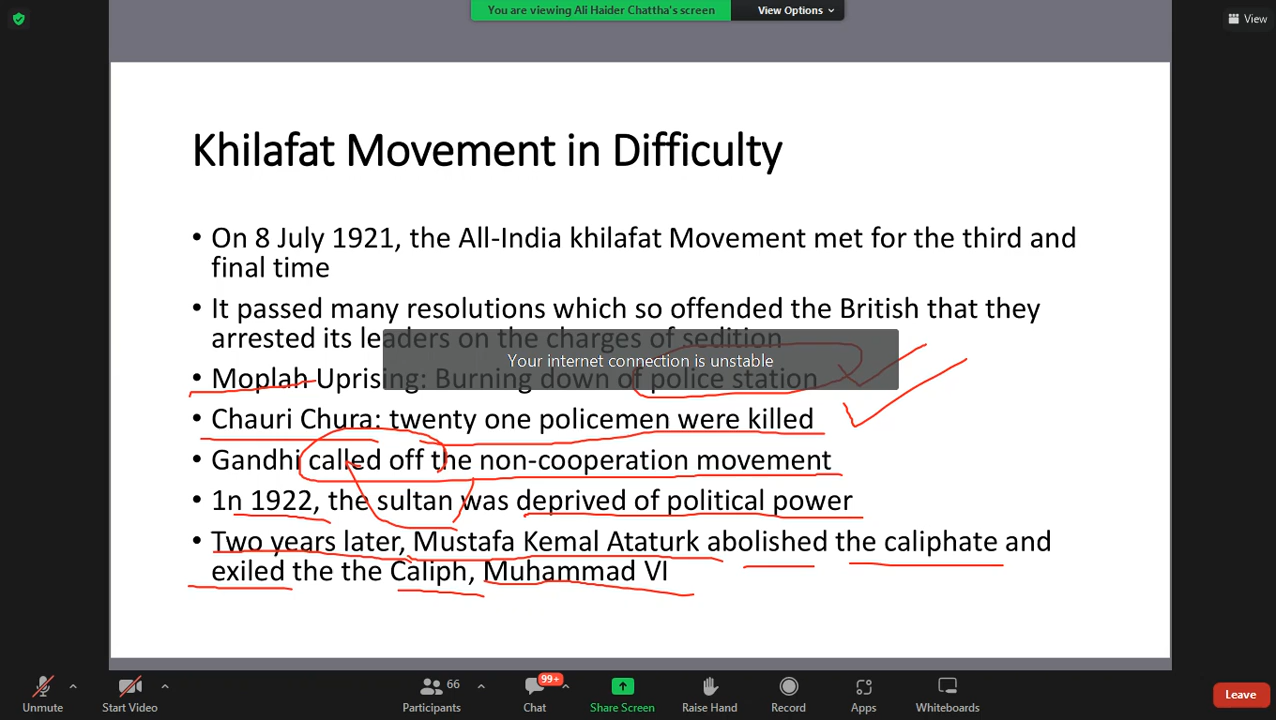 You are viewing Ali Haider Chattha's screen
View Options
View
Khilafat Movement in Difficulty
• On 8 July 1921, the All-India khilafat Movement met for the third and
final time
• It passed many resolutions which so offended the British that they
arrested its leaders on the charges of sedition
Your internet connection is unstable
• Moplah Uprising: Burning down of police station
• Chauri Chura: twenty one policemen were killed
• Gandhi called off the non-cooperation movement
• 1n 1922, the sultan was deprived of political power
• Two years later, Mustafa Kemal Ataturk abolished the caliphate and
exiled the the Caliph, Muhammad VI
Unmute
Start Video
66
Participants
99+
Chat
Share Screen
Raise Hand
Record
Apps
Whiteboards
Leave